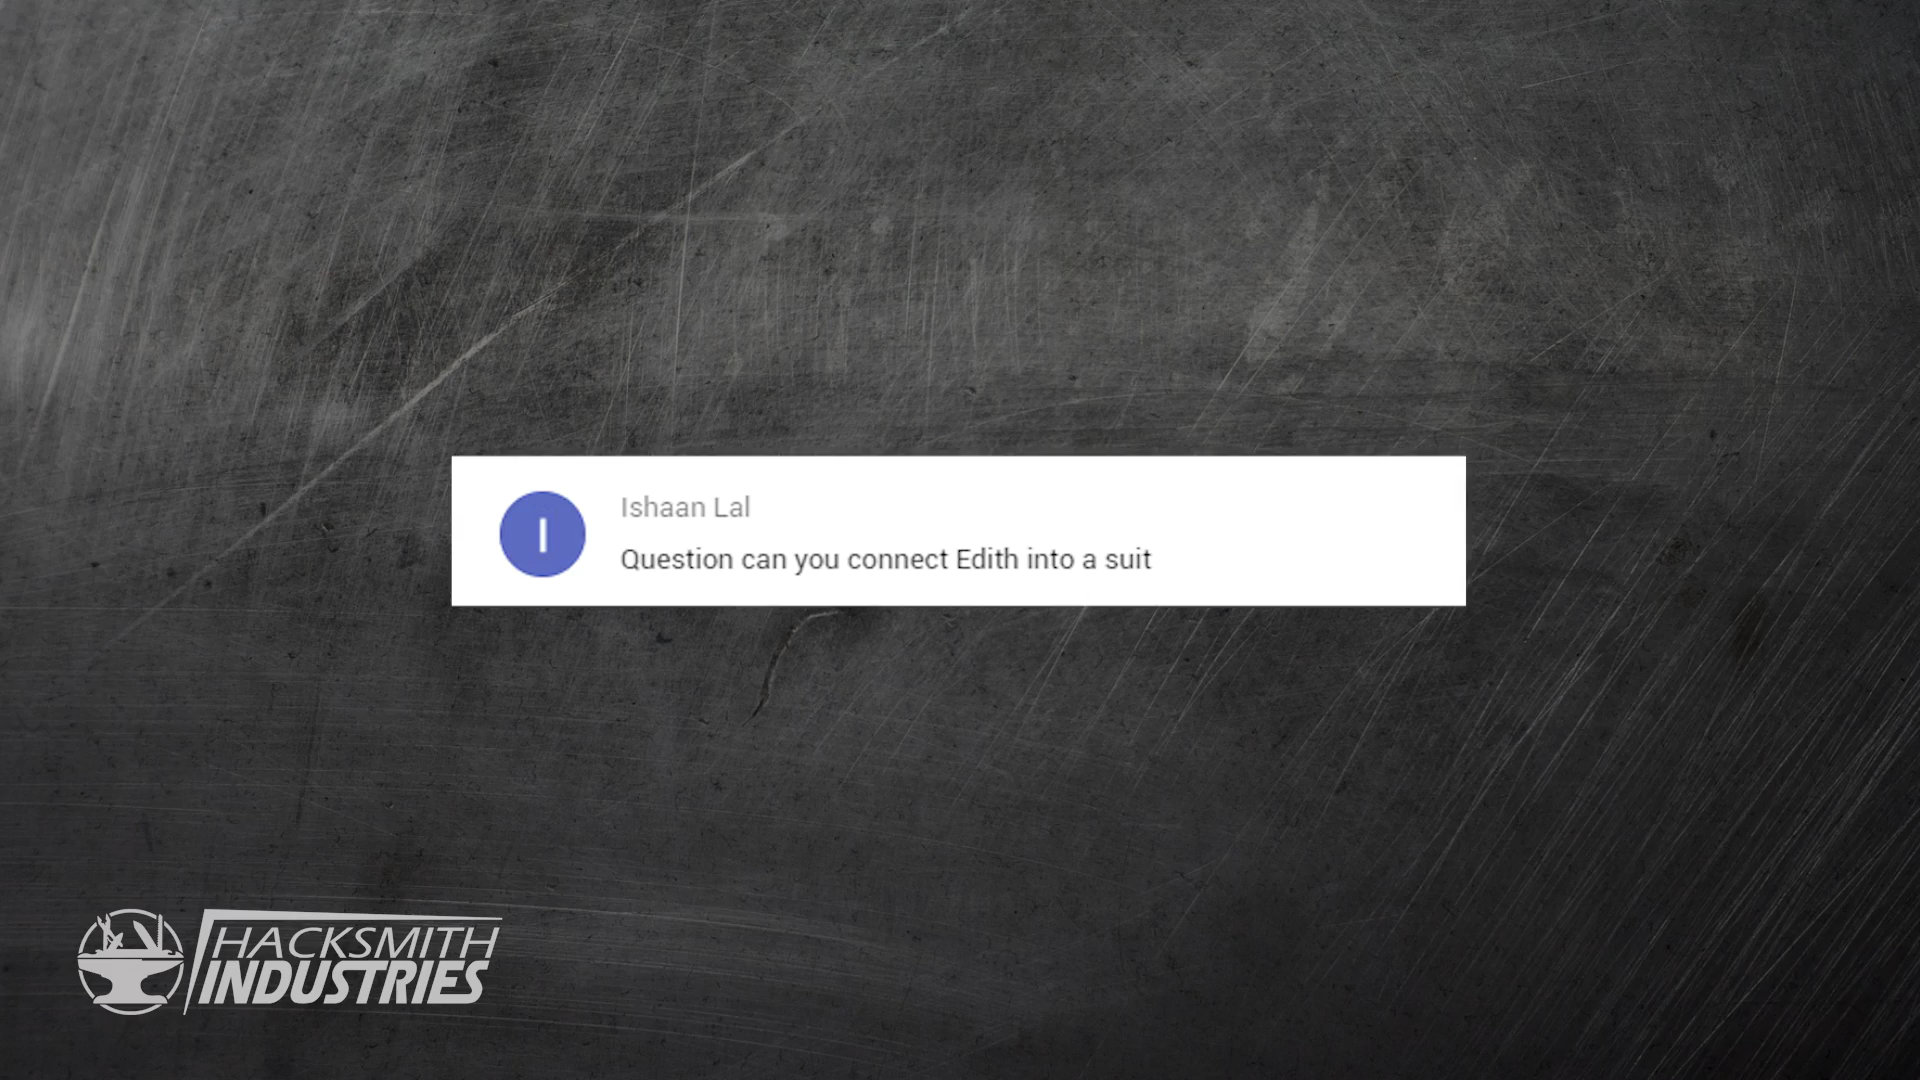 I
Ishaan Lal
Question can you connect Edith into a suit
HACKSMITH
INDUSTRIES